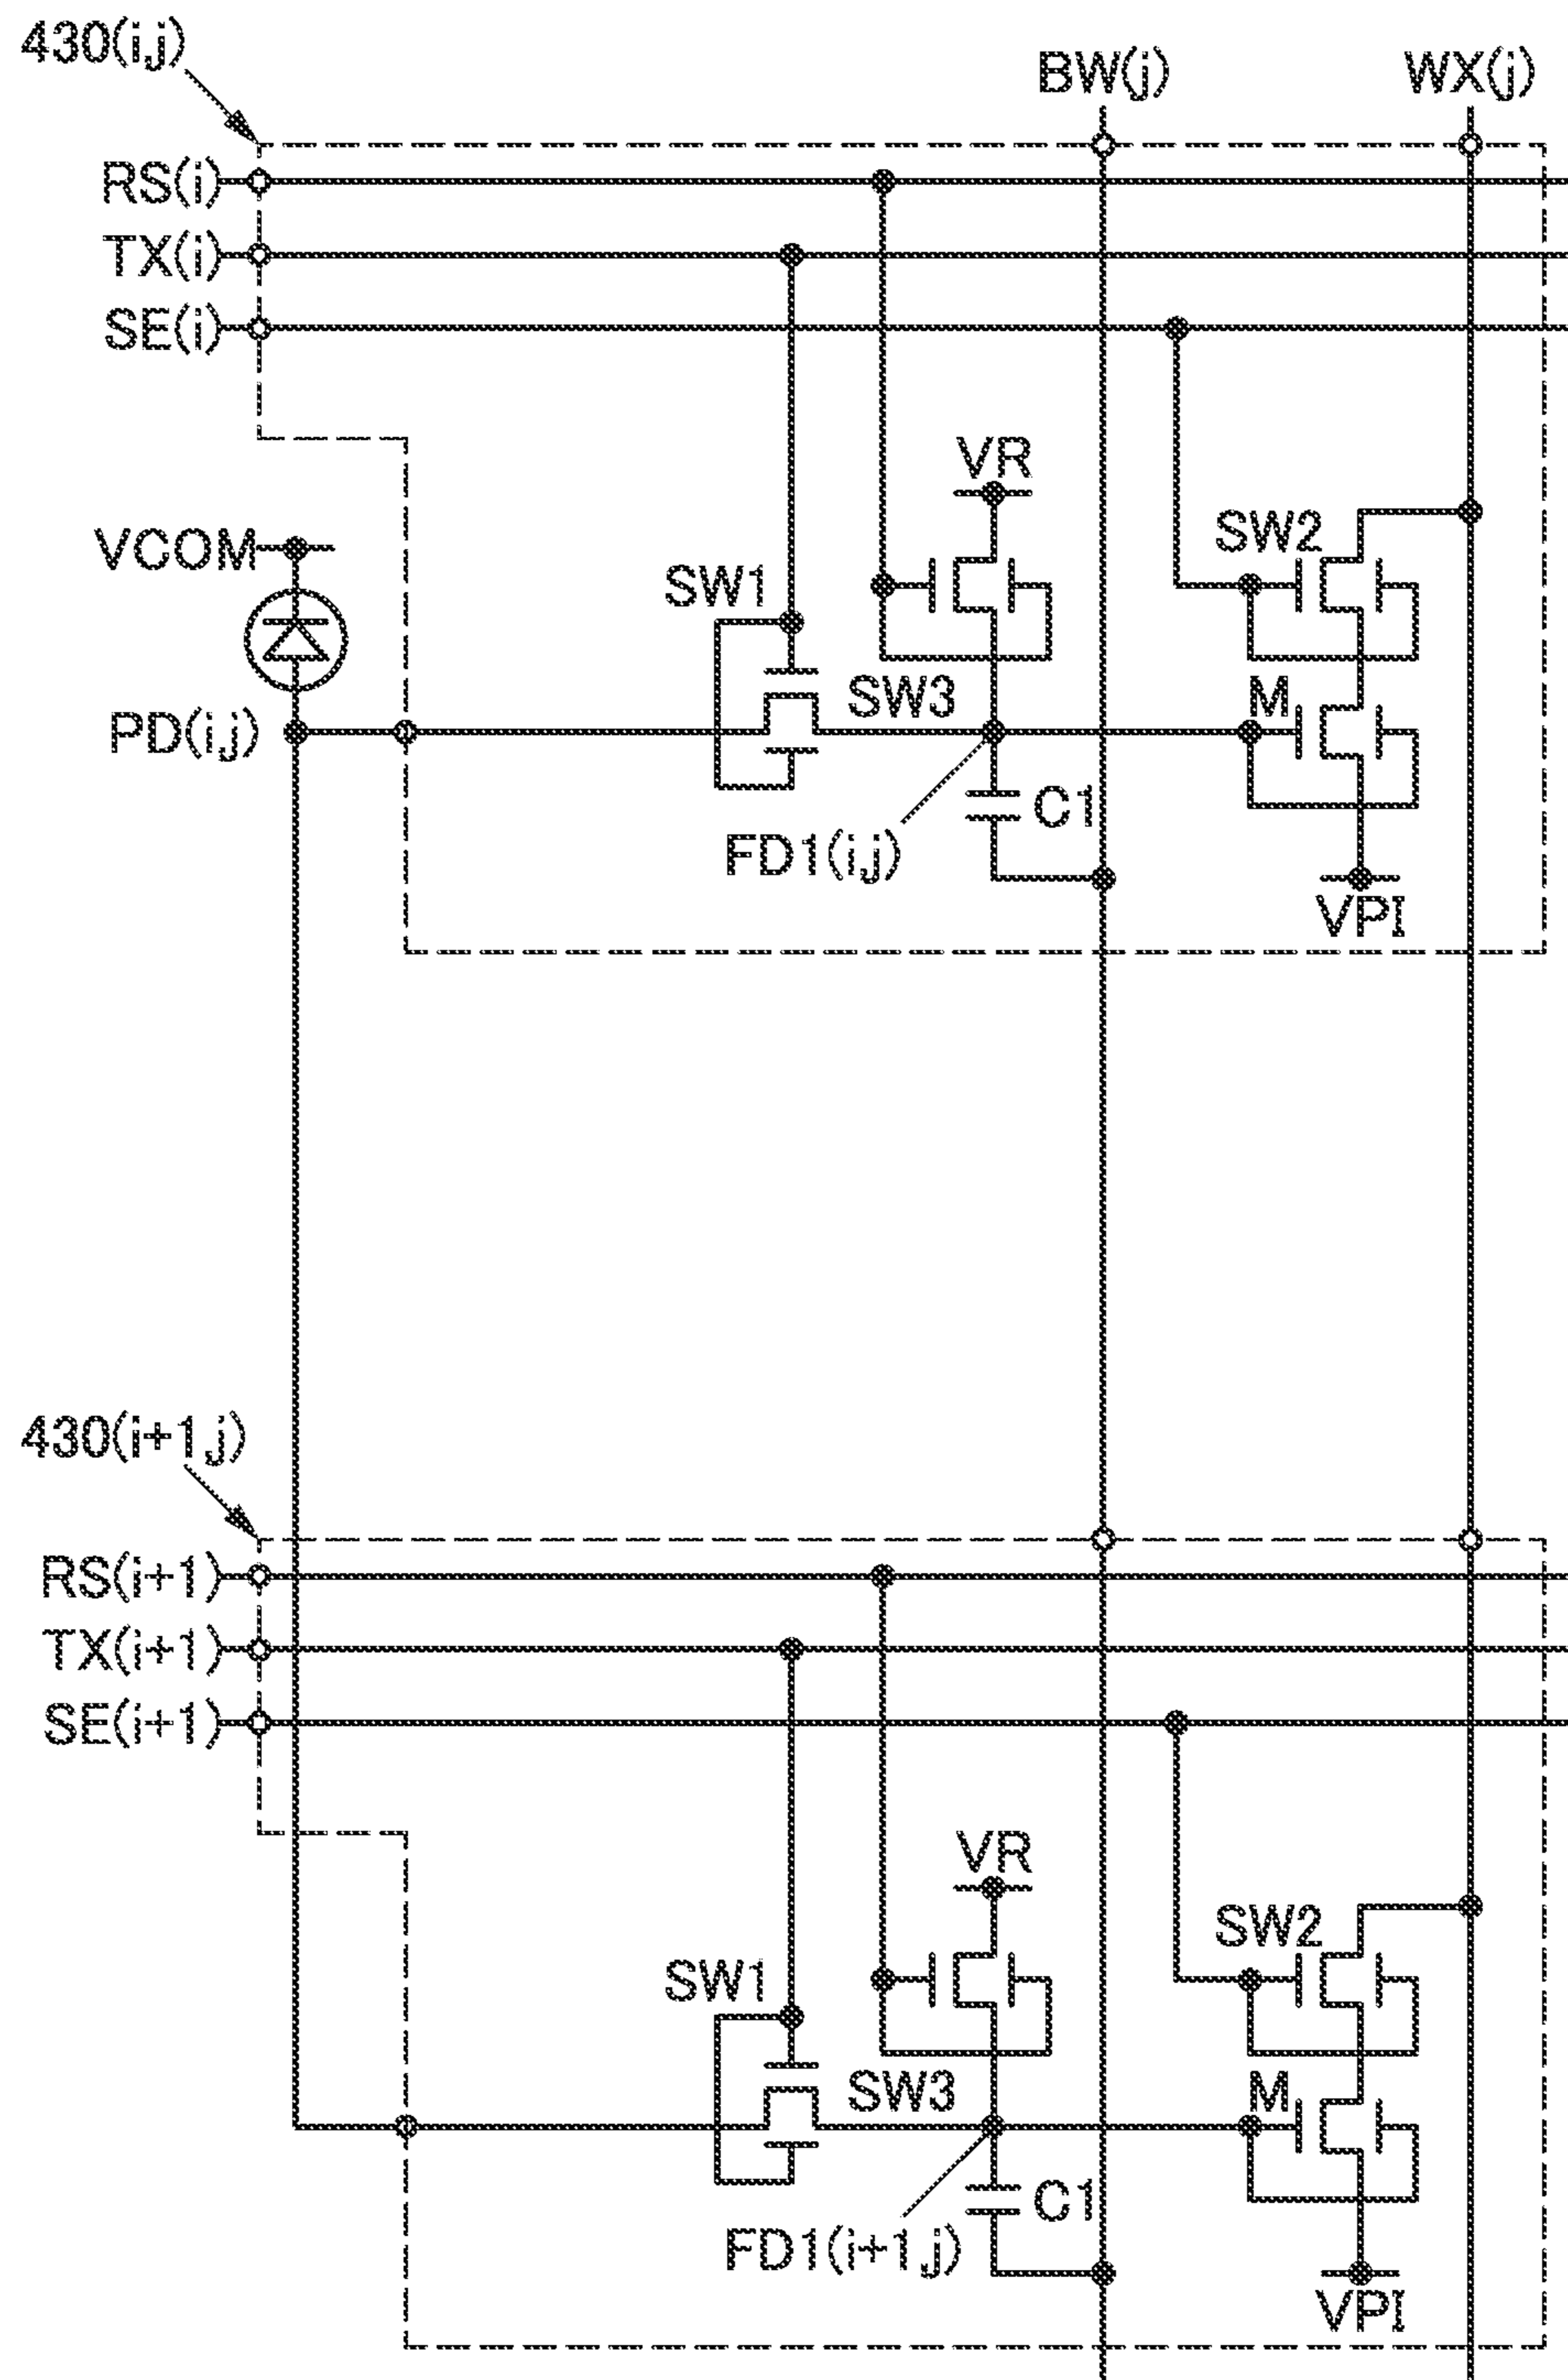 430(i,j)
BW(j)
WX(j)
RS(i)
TX(i)
SE(i)
VR
VCOM
SW2
SW1
SW3
M
PD(i,j)
C1
FD1(i,j)
VPI
430(i+1,j)
RS(i+1)
TX(i+1)
SE(i+1)
VR
SW2
SW1
SW3
M
C1
FD1(i+1,j)
VPI